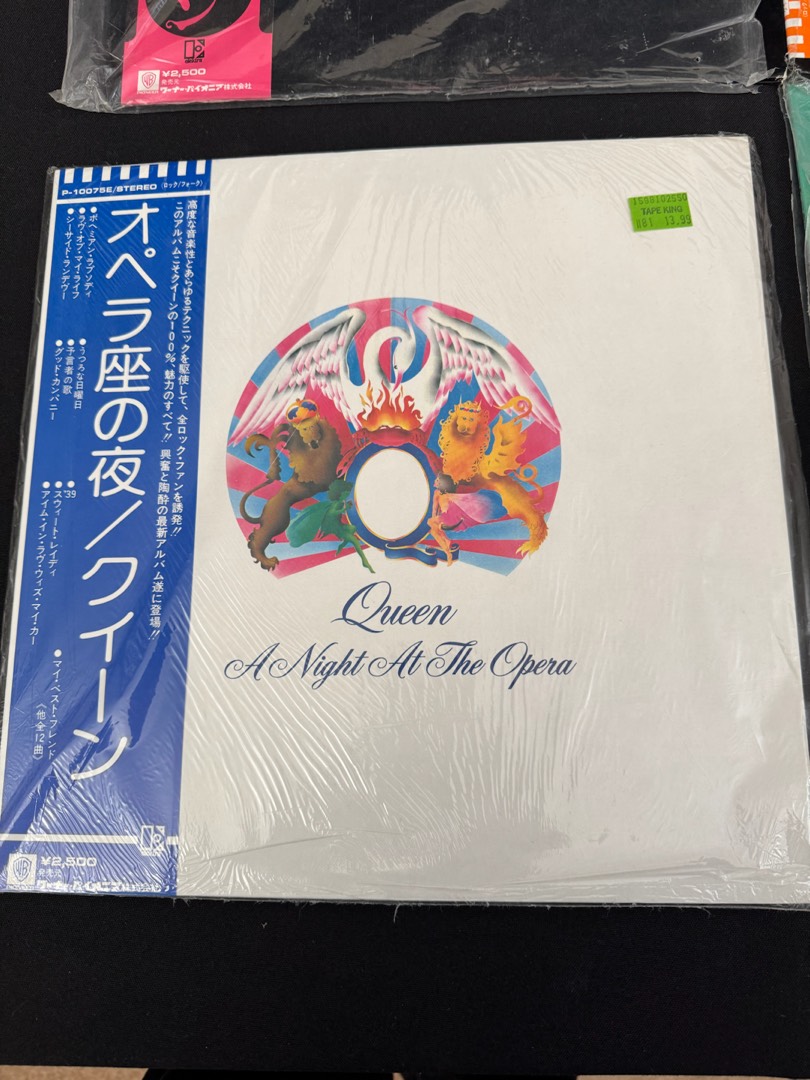 ¥2,500
発売元
ワーナー・パイオニア株式会社
P-10075E/STEREO (ロック/フォーク)
高度な音楽性とあらゆるテクニックを駆使して、全ロック・ファンを誘発!!
このアルバムこそクイーンの100%、魅力のすべて!! 興奮と陶酔の最新アルバム遂に登場!!
オペラ座の夜/クイーン
●ボヘミアン・ラプソディ
●ラヴ・オブ・マイ・ライフ
●シーサイド・ランデヴー
●うつろな日曜日
●予言者の歌
●グッド・カンパニー
●'39
●スウィート・レイディ
●アイム・イン・ラヴ・ウィズ・マイ・カー
●マイ・ベスト・フレンド
(他全12曲)
¥2,500
発売元
TAPE KING
881 13.99
Queen
A Night At The Opera